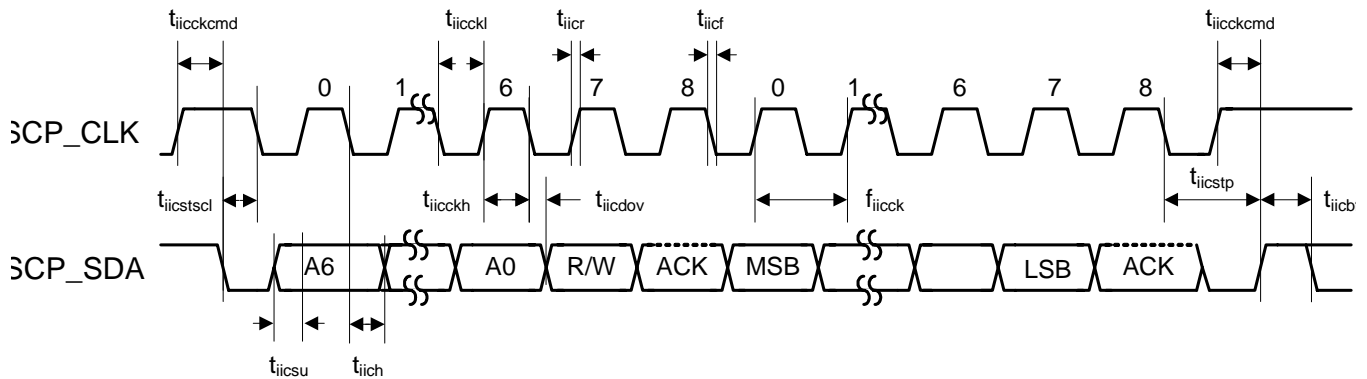 tiicckcmd tiicckl tiicr tiicf tiicckcmd
0 1 6 7 8 0 1 6 7 8
SCP_CLK
tiicstscl tiicckh tiicdov fiicck tiicstp
SCP_SDA A6 A0 R/W ACK MSB LSB ACK
tiicsu tiich